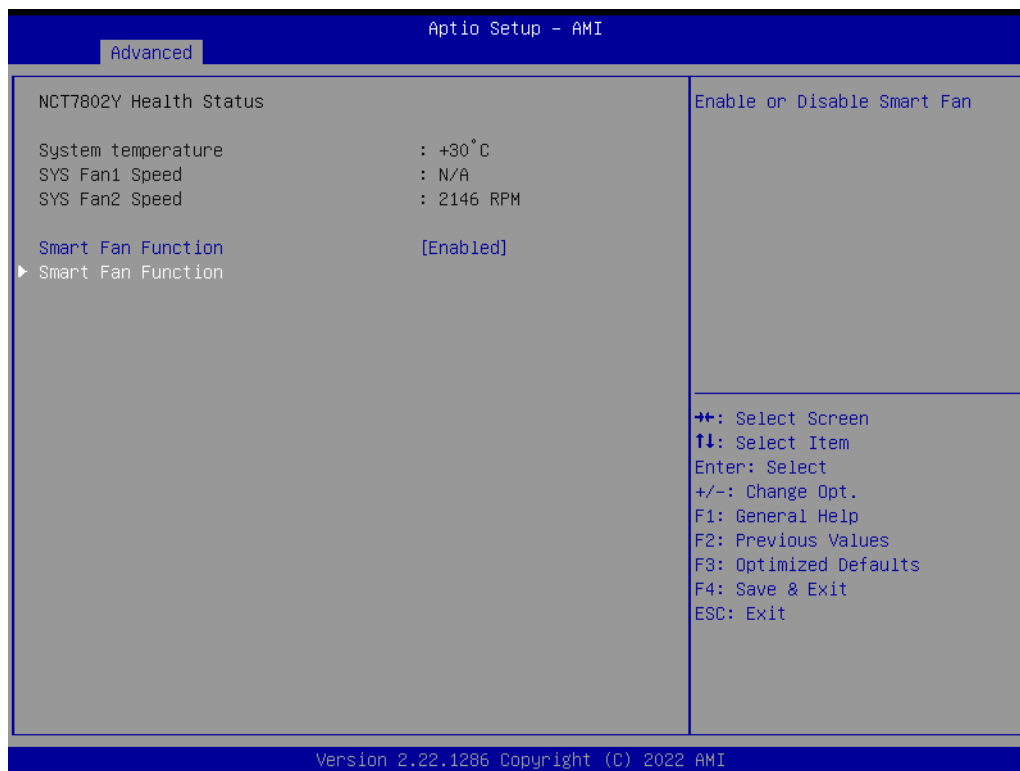 Aptio Setup – AMI
Advanced
NCT7802Y Health Status
System temperature : +30°C
SYS Fan1 Speed : N/A
SYS Fan2 Speed : 2146 RPM
Smart Fan Function [Enabled]
▶ Smart Fan Function
Enable or Disable Smart Fan
→←: Select Screen
↑↓: Select Item
Enter: Select
+/-: Change Opt.
F1: General Help
F2: Previous Values
F3: Optimized Defaults
F4: Save & Exit
ESC: Exit
Version 2.22.1286 Copyright (C) 2022 AMI